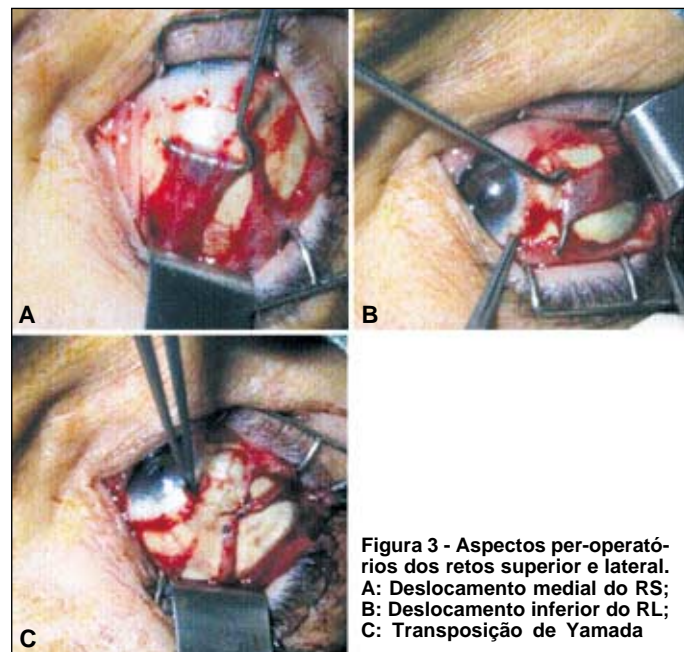 A
B
C
Figura 3 - Aspectos per-operató-
rios dos retos superior e lateral.
A: Deslocamento medial do RS;
B: Deslocamento inferior do RL;
C: Transposição de Yamada